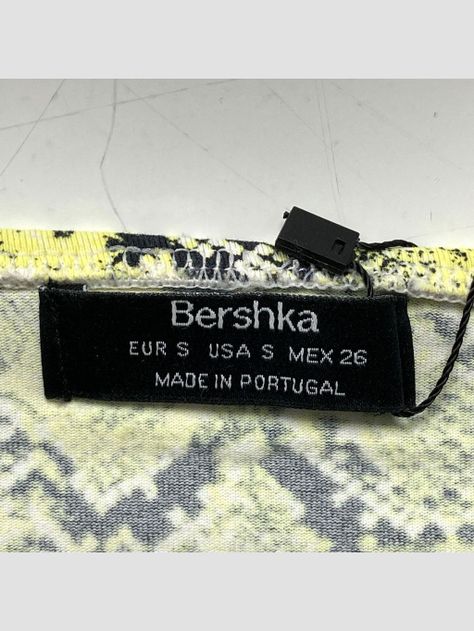 Bershka
EUR S USA S MEX 26
MADE IN PORTUGAL